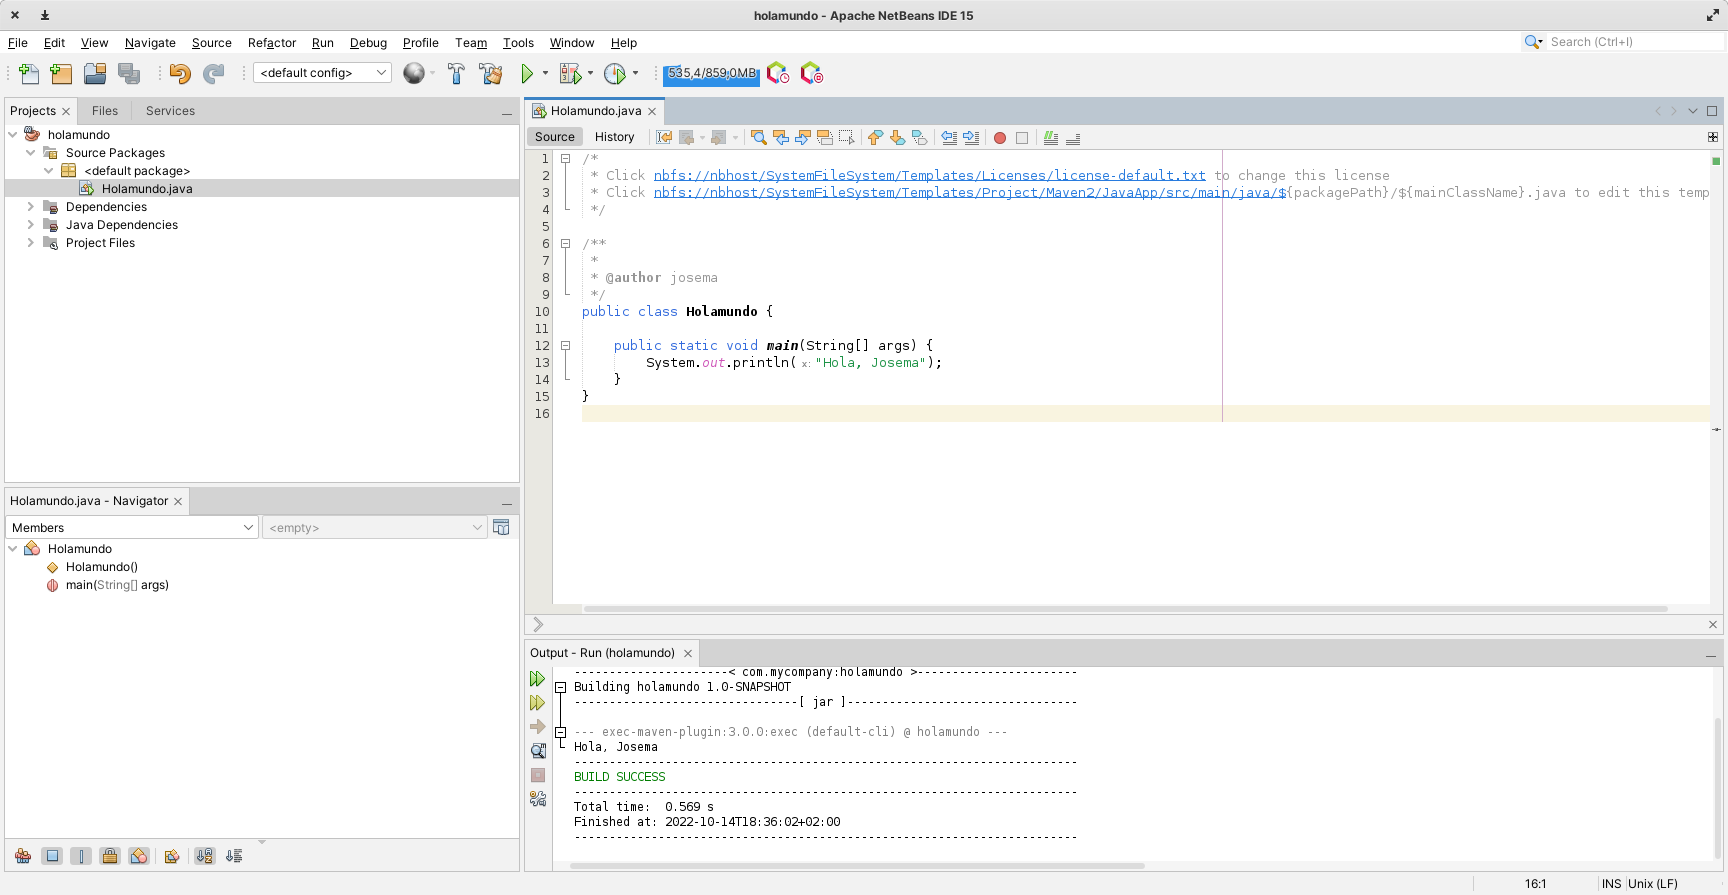 holamundo - Apache NetBeans IDE 15
File Edit View Navigate Source Refactor Run Debug Profile Team Tools Window Help
Search (Ctrl+I)
<default config>
535,4/859,0MB
Projects Files Services
holamundo
Source Packages
<default package>
Holamundo.java
Dependencies
Java Dependencies
Project Files
Holamundo.java - Navigator
Members
<empty>
Holamundo
Holamundo()
main(String[] args)
Holamundo.java
Source History
1 /*
2 * Click nbfs://nbhost/SystemFileSystem/Templates/Licenses/license-default.txt to change this license
3 * Click nbfs://nbhost/SystemFileSystem/Templates/Project/Maven2/JavaApp/src/main/java/${packagePath}/${mainClassName}.java to edit this temp
4 */
5
6 /**
7 *
8 * @author josema
9 */
10 public class Holamundo {
11
12 public static void main(String[] args) {
13 System.out.println( x: "Hola, Josema");
14 }
15 }
16
Output - Run (holamundo)
----------------------< com.mycompany:holamundo >-----------------------
Building holamundo 1.0-SNAPSHOT
--------------------------------[ jar ]---------------------------------
--- exec-maven-plugin:3.0.0:exec (default-cli) @ holamundo ---
Hola, Josema
------------------------------------------------------------------------
BUILD SUCCESS
------------------------------------------------------------------------
Total time:  0.569 s
Finished at: 2022-10-14T18:36:02+02:00
------------------------------------------------------------------------
16:1 INS Unix (LF)